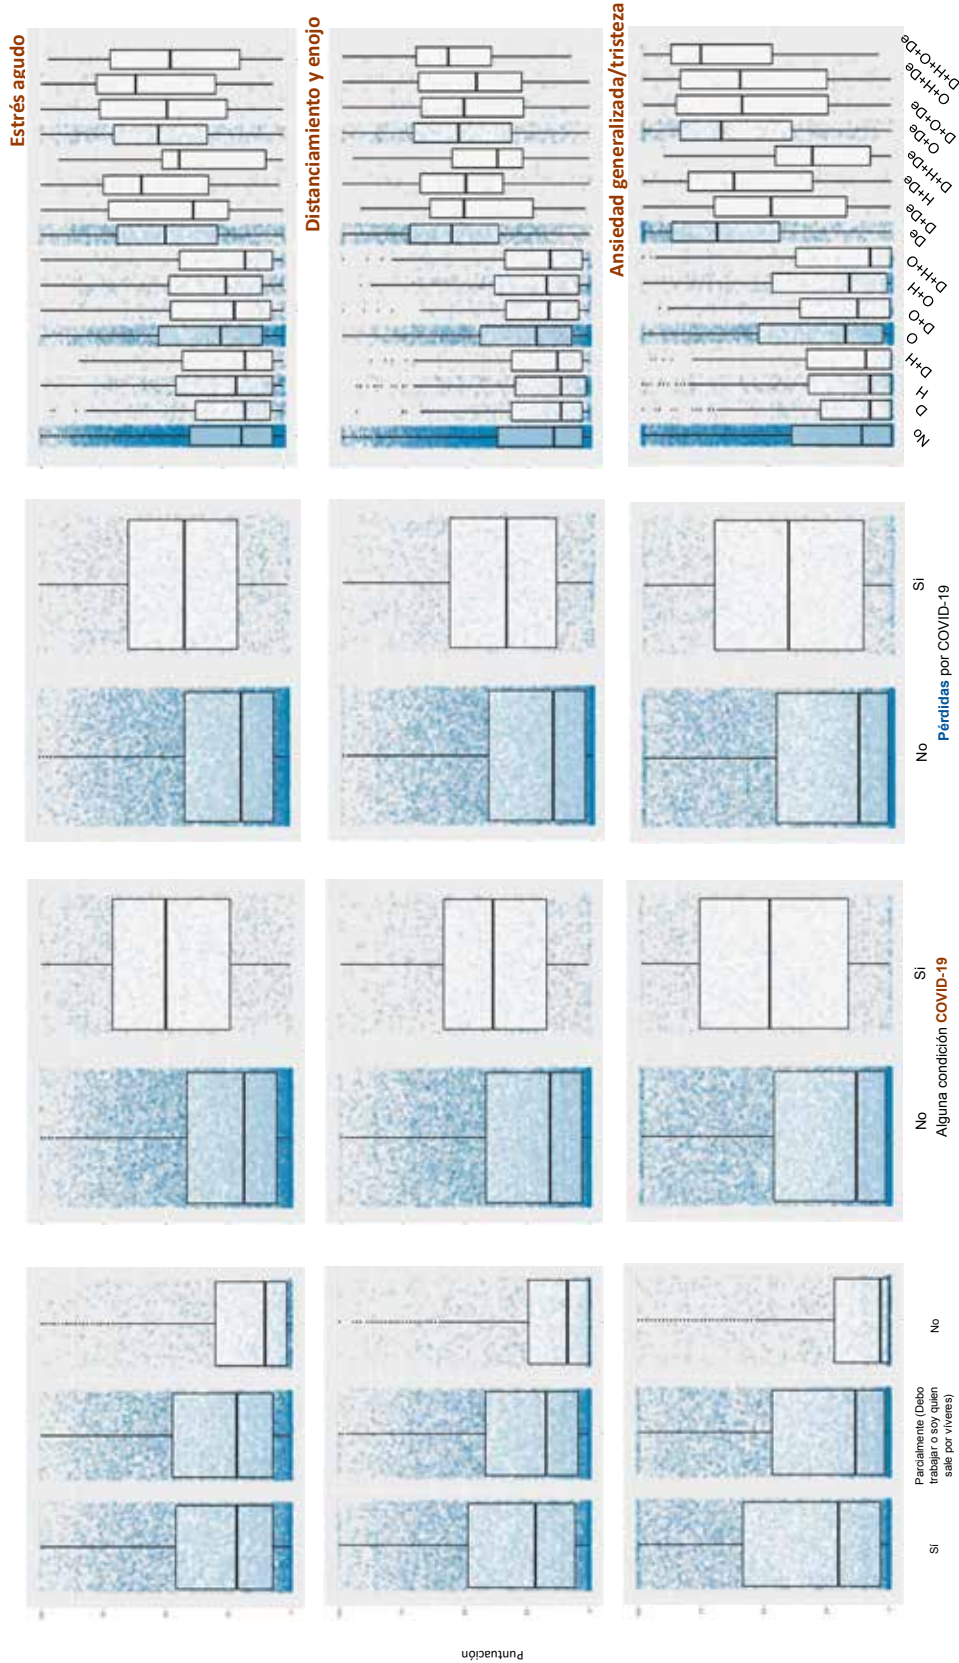 Estrés agudo
Distanciamiento y enojo
Ansiedad generalizada/tristeza
No
D
H
D+H
O
D+O
O+H
D+H+O
De
D+De
H+De
D+H+De
O+De
D+O+De
O+H+De
D+H+O+De
No
Si
Pérdidas por COVID-19
No
Si
Alguna condición COVID-19
Sí
Parcialmente (Debo
trabajar o soy quien
sale por víveres)
No
Puntuación